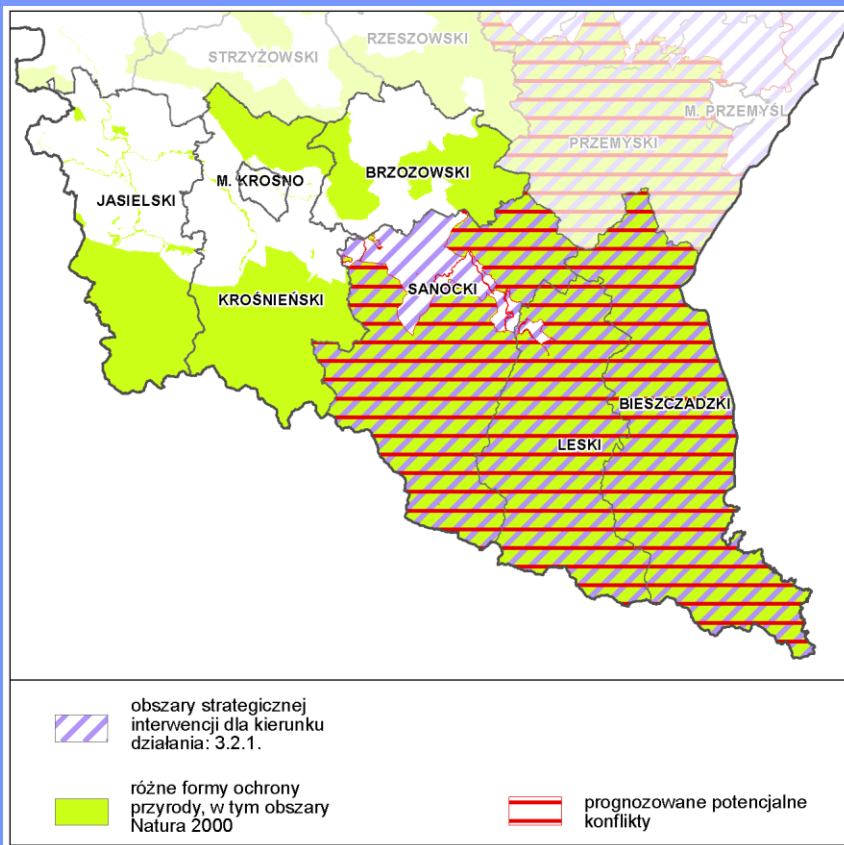 STRZYŻOWSKI
RZESZOWSKI
M. PRZEMYŚL
PRZEMYSKI
JASIELSKI
M. KROSNO
BRZOZOWSKI
KROŚNIEŃSKI
SANOCKI
BIESZCZADZKI
LESKI
obszary strategicznej
interwencji dla kierunku
działania: 3.2.1.
różne formy ochrony
przyrody, w tym obszary
Natura 2000
prognozowane potencjalne
konflikty